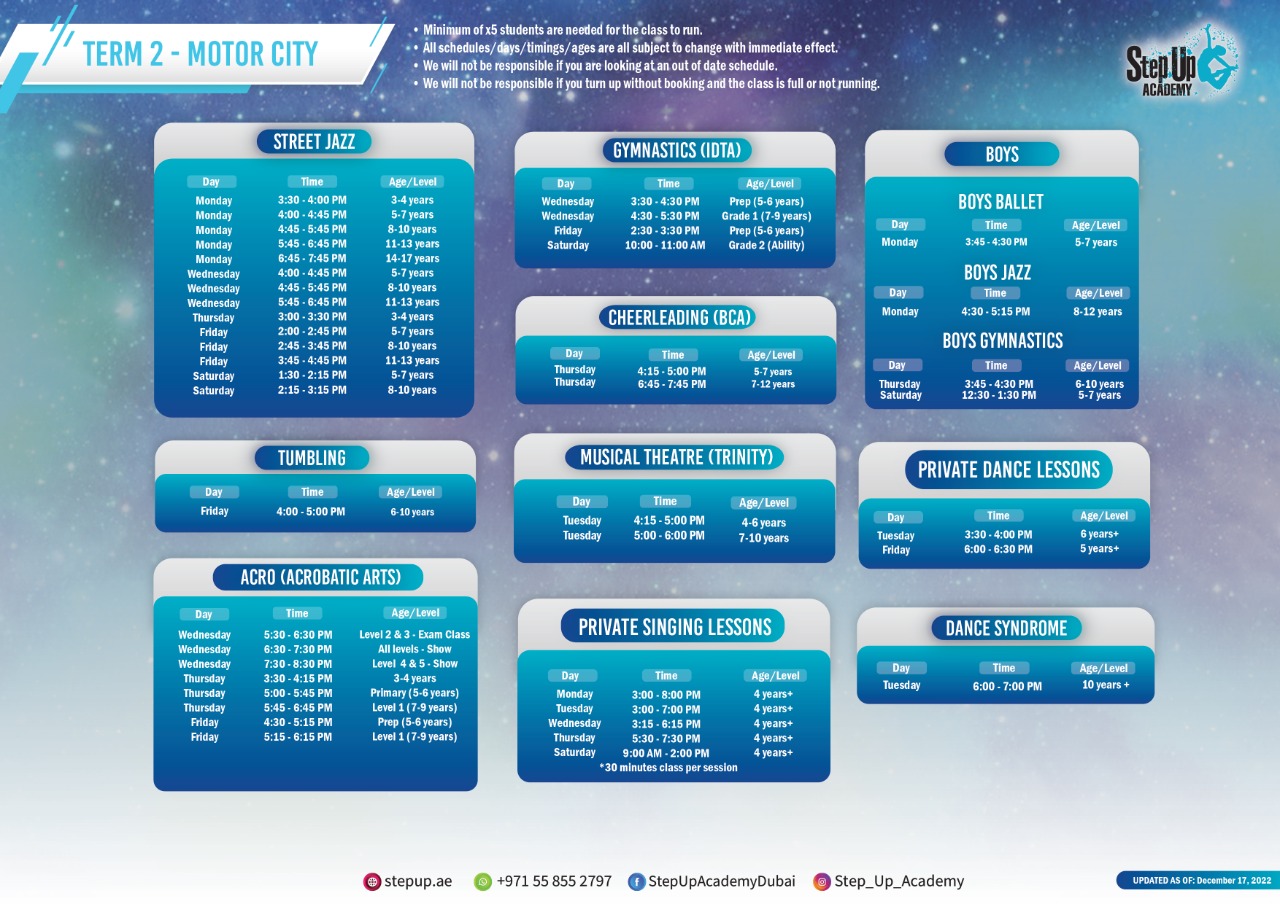 TERM 2 - MOTOR CITY
• Minimum of x5 students are needed for the class to run.
• All schedules/days/timings/ages are all subject to change with immediate effect.
• We will not be responsible if you are looking at an out of date schedule.
• We will not be responsible if you turn up without booking and the class is full or not running.
Step Up
ACADEMY
STREET JAZZ
Day Time Age/Level
Monday 3:30 - 4:00 PM 3-4 years
Monday 4:00 - 4:45 PM 5-7 years
Monday 4:45 - 5:45 PM 8-10 years
Monday 5:45 - 6:45 PM 11-13 years
Monday 6:45 - 7:45 PM 14-17 years
Wednesday 4:00 - 4:45 PM 5-7 years
Wednesday 4:45 - 5:45 PM 8-10 years
Wednesday 5:45 - 6:45 PM 11-13 years
Thursday 3:00 - 3:30 PM 3-4 years
Friday 2:00 - 2:45 PM 5-7 years
Friday 2:45 - 3:45 PM 8-10 years
Friday 3:45 - 4:45 PM 11-13 years
Saturday 1:30 - 2:15 PM 5-7 years
Saturday 2:15 - 3:15 PM 8-10 years
TUMBLING
Day Time Age/Level
Friday 4:00 - 5:00 PM 6-10 years
ACRO (ACROBATIC ARTS)
Day Time Age/Level
Wednesday 5:30 - 6:30 PM Level 2 & 3 - Exam Class
Wednesday 6:30 - 7:30 PM All levels - Show
Wednesday 7:30 - 8:30 PM Level 4 & 5 - Show
Thursday 3:30 - 4:15 PM 3-4 years
Thursday 5:00 - 5:45 PM Primary (5-6 years)
Thursday 5:45 - 6:45 PM Level 1 (7-9 years)
Friday 4:30 - 5:15 PM Prep (5-6 years)
Friday 5:15 - 6:15 PM Level 1 (7-9 years)
GYMNASTICS (IDTA)
Day Time Age/Level
Wednesday 3:30 - 4:30 PM Prep (5-6 years)
Wednesday 4:30 - 5:30 PM Grade 1 (7-9 years)
Friday 2:30 - 3:30 PM Prep (5-6 years)
Saturday 10:00 - 11:00 AM Grade 2 (Ability)
CHEERLEADING (BCA)
Day Time Age/Level
Thursday 4:15 - 5:00 PM 5-7 years
Thursday 6:45 - 7:45 PM 7-12 years
MUSICAL THEATRE (TRINITY)
Day Time Age/Level
Tuesday 4:15 - 5:00 PM 4-6 years
Tuesday 5:00 - 6:00 PM 7-10 years
PRIVATE SINGING LESSONS
Day Time Age/Level
Monday 3:00 - 8:00 PM 4 years+
Tuesday 3:00 - 7:00 PM 4 years+
Wednesday 3:15 - 6:15 PM 4 years+
Thursday 5:30 - 7:30 PM 4 years+
Saturday 9:00 AM - 2:00 PM 4 years+
*30 minutes class per session
BOYS
BOYS BALLET
Day Time Age/Level
Monday 3:45 - 4:30 PM 5-7 years
BOYS JAZZ
Day Time Age/Level
Monday 4:30 - 5:15 PM 8-12 years
BOYS GYMNASTICS
Day Time Age/Level
Thursday 3:45 - 4:30 PM 6-10 years
Saturday 12:30 - 1:30 PM 5-7 years
PRIVATE DANCE LESSONS
Day Time Age/Level
Tuesday 3:30 - 4:00 PM 6 years+
Friday 6:00 - 6:30 PM 5 years+
DANCE SYNDROME
Day Time Age/Level
Tuesday 6:00 - 7:00 PM 10 years +
stepup.ae +971 55 855 2797 StepUpAcademyDubai Step_Up_Academy
UPDATED AS OF: December 17, 2022